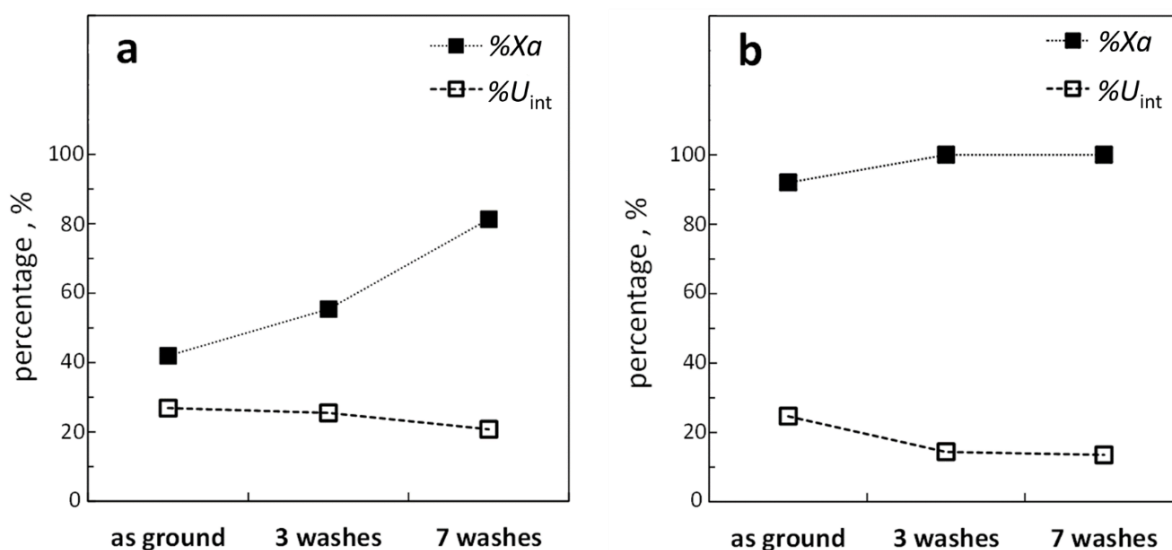 a
%Xa
%Uint
percentage , %
100
80
60
40
20
0
as ground 3 washes 7 washes
b
%Xa
%Uint
percentage , %
100
80
60
40
20
0
as ground 3 washes 7 washes